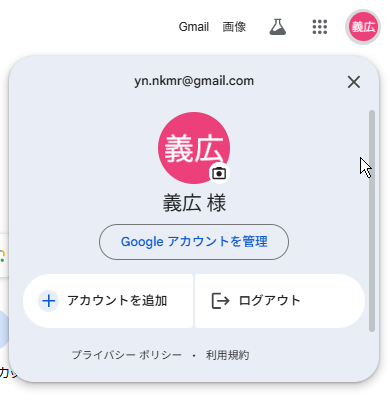 Gmail 画像 義広
yn.nkmr@gmail.com
義広
義広 様
Google アカウントを管理
アカウントを追加 ログアウト
プライバシー ポリシー ・ 利用規約